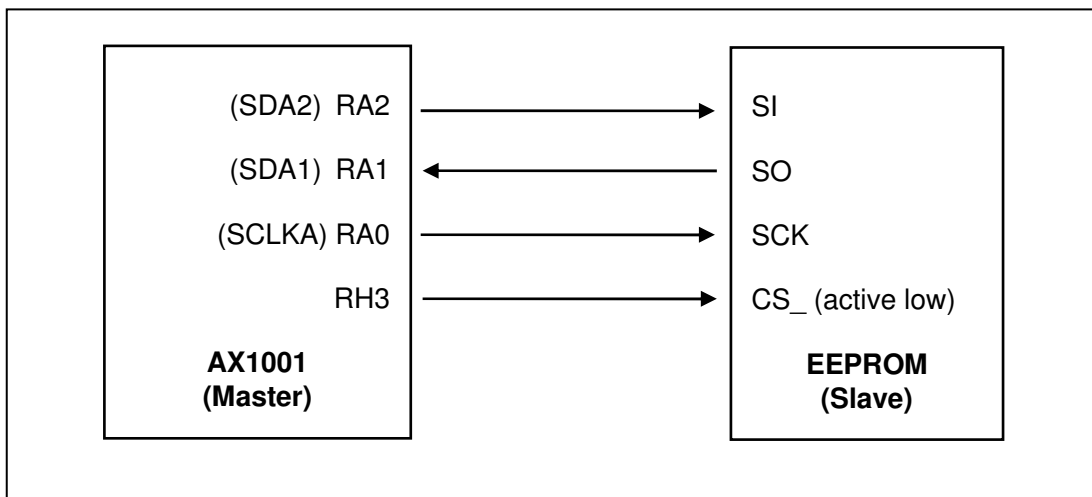 (SDA2) RA2
(SDA1) RA1
(SCLKA) RA0
RH3
AX1001
(Master)
SI
SO
SCK
CS_ (active low)
EEPROM
(Slave)